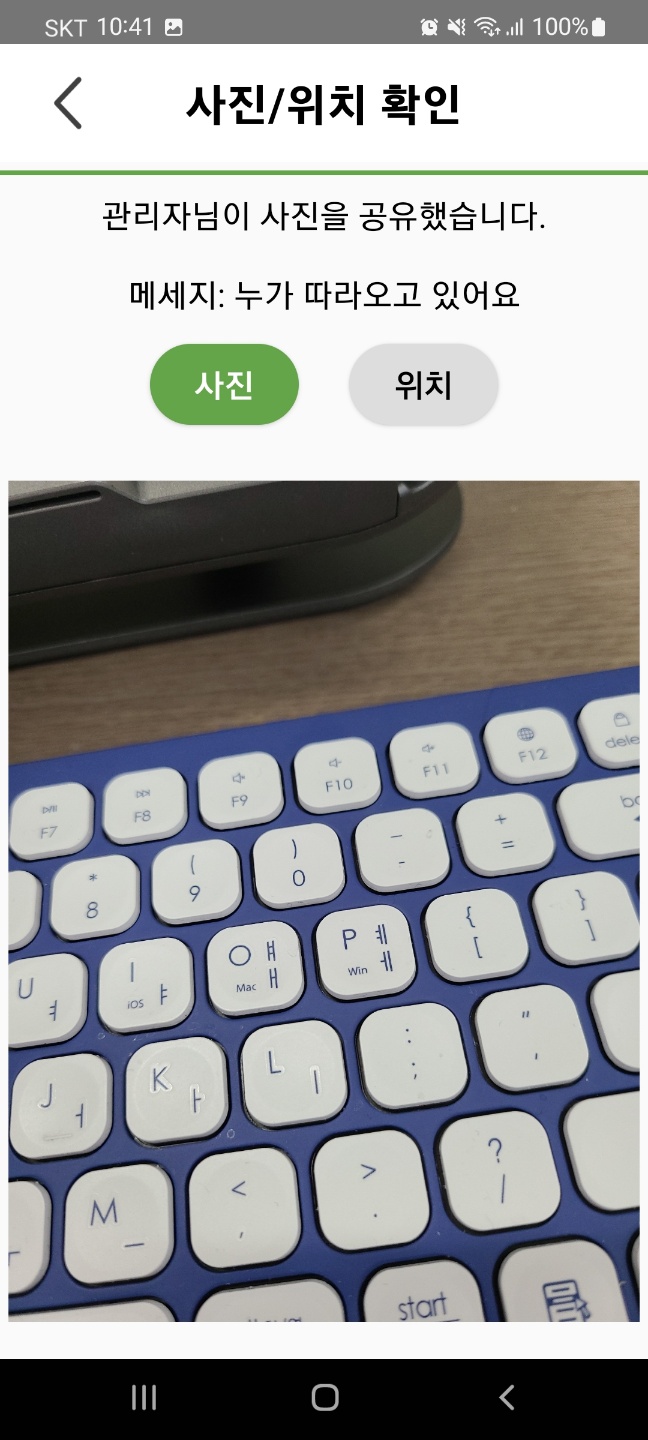 SKT 10:41 100%
사진/위치 확인
관리자님이 사진을 공유했습니다.
메세지: 누가 따라오고 있어요
사진 위치
F7 F8 F9 F10 F11 F12 dele
* 8 ( 9 ) 0 _ - + =
U ㅕ I iOS ㅑ O Mac ㅒ ㅐ P Win ㅖ ㅔ { [ } ]
J ㅓ K ㅏ L ㅣ : ; " '
M ㅡ < , > . ? /
start